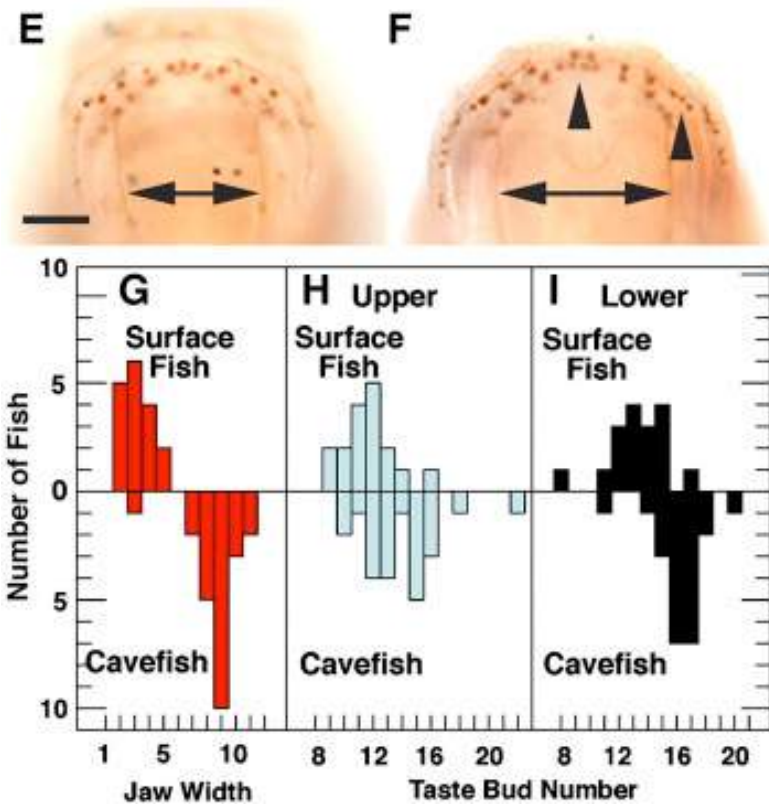 E
F
10
G
H Upper
I Lower
Surface
Fish
Surface
Fish
Surface
Fish
5
0
5
10
Number of Fish
Cavefish
Cavefish
Cavefish
1 5 10
8 12 16 20
8 12 16 20
Jaw Width
Taste Bud Number